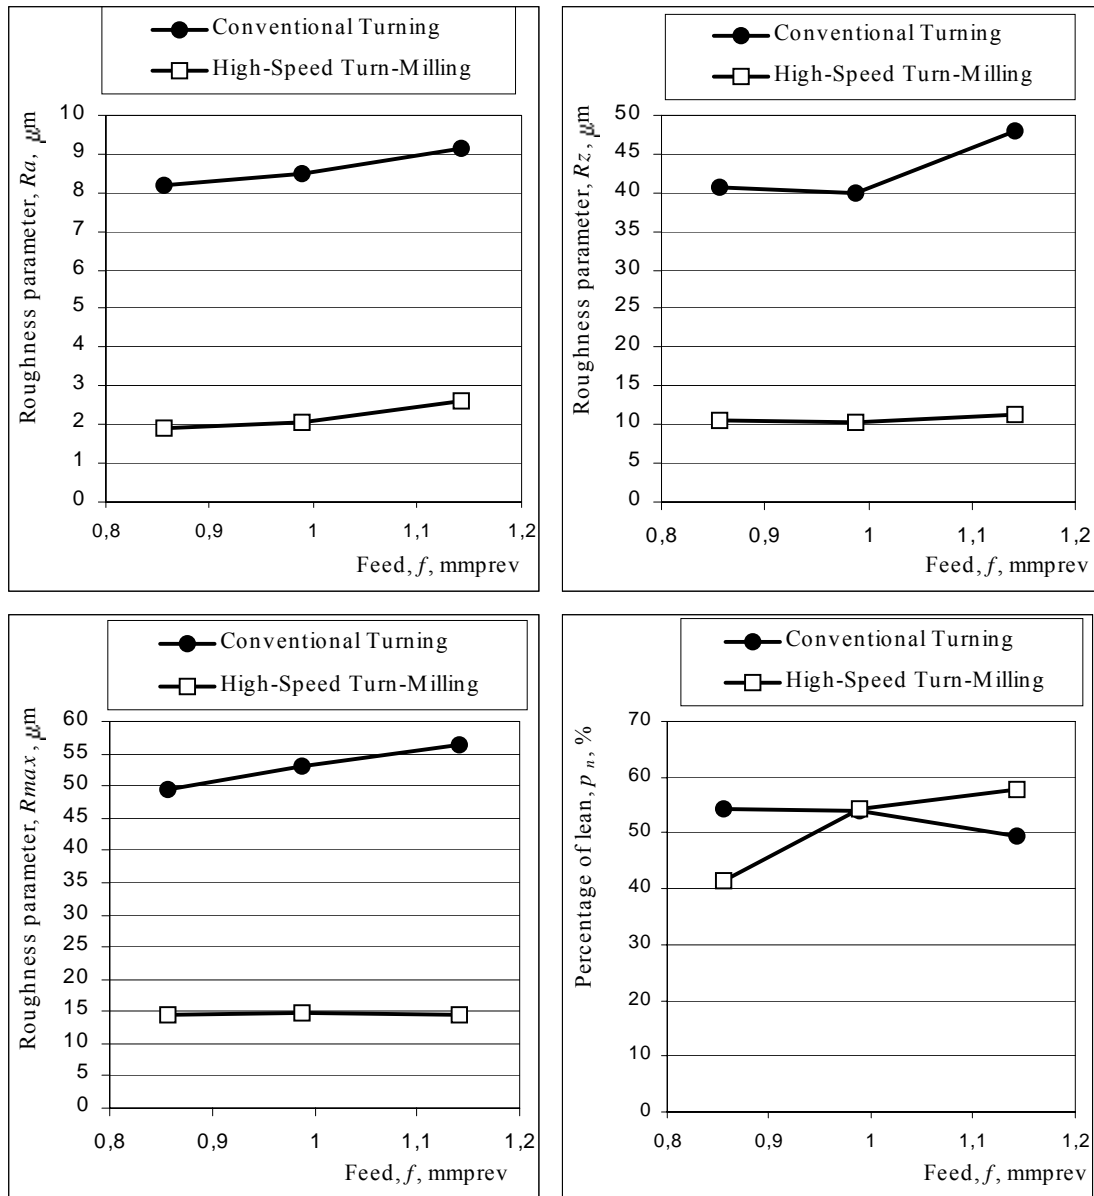 Conventional Turning
High-Speed Turn-Milling
Roughness parameter, Ra, μm
10
9
8
7
6
5
4
3
2
1
0
0,8 0,9 1 1,1 1,2
Feed, f, mmprev
Conventional Turning
High-Speed Turn-Milling
Roughness parameter, Rz, μm
50
45
40
35
30
25
20
15
10
5
0
0,8 0,9 1 1,1 1,2
Feed, f, mmprev
Conventional Turning
High-Speed Turn-Milling
Roughness parameter, Rmax, μm
60
55
50
45
40
35
30
25
20
15
10
5
0
0,8 0,9 1 1,1 1,2
Feed, f, mmprev
Conventional Turning
High-Speed Turn-Milling
Percentage of lean, p n, %
70
60
50
40
30
20
10
0
0,8 0,9 1 1,1 1,2
Feed, f, mmprev